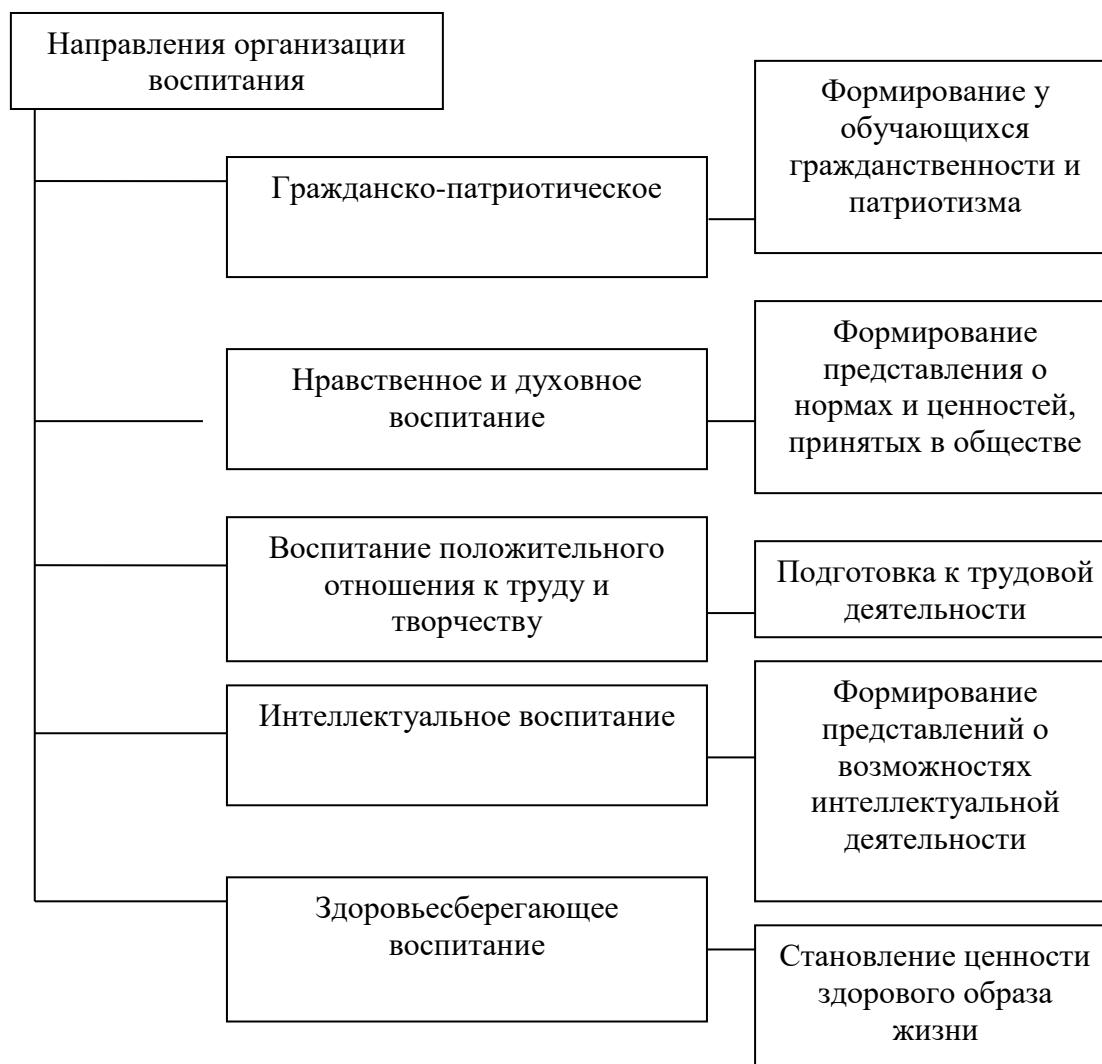 Направления организации
воспитания
Гражданско-патриотическое
Формирование у
обучающихся
гражданственности и
патриотизма
Нравственное и духовное
воспитание
Формирование
представления о
нормах и ценностей,
принятых в обществе
Воспитание положительного
отношения к труду и
творчеству
Подготовка к трудовой
деятельности
Интеллектуальное воспитание
Формирование
представлений о
возможностях
интеллектуальной
деятельности
Здоровьесберегающее
воспитание
Становление ценности
здорового образа
жизни